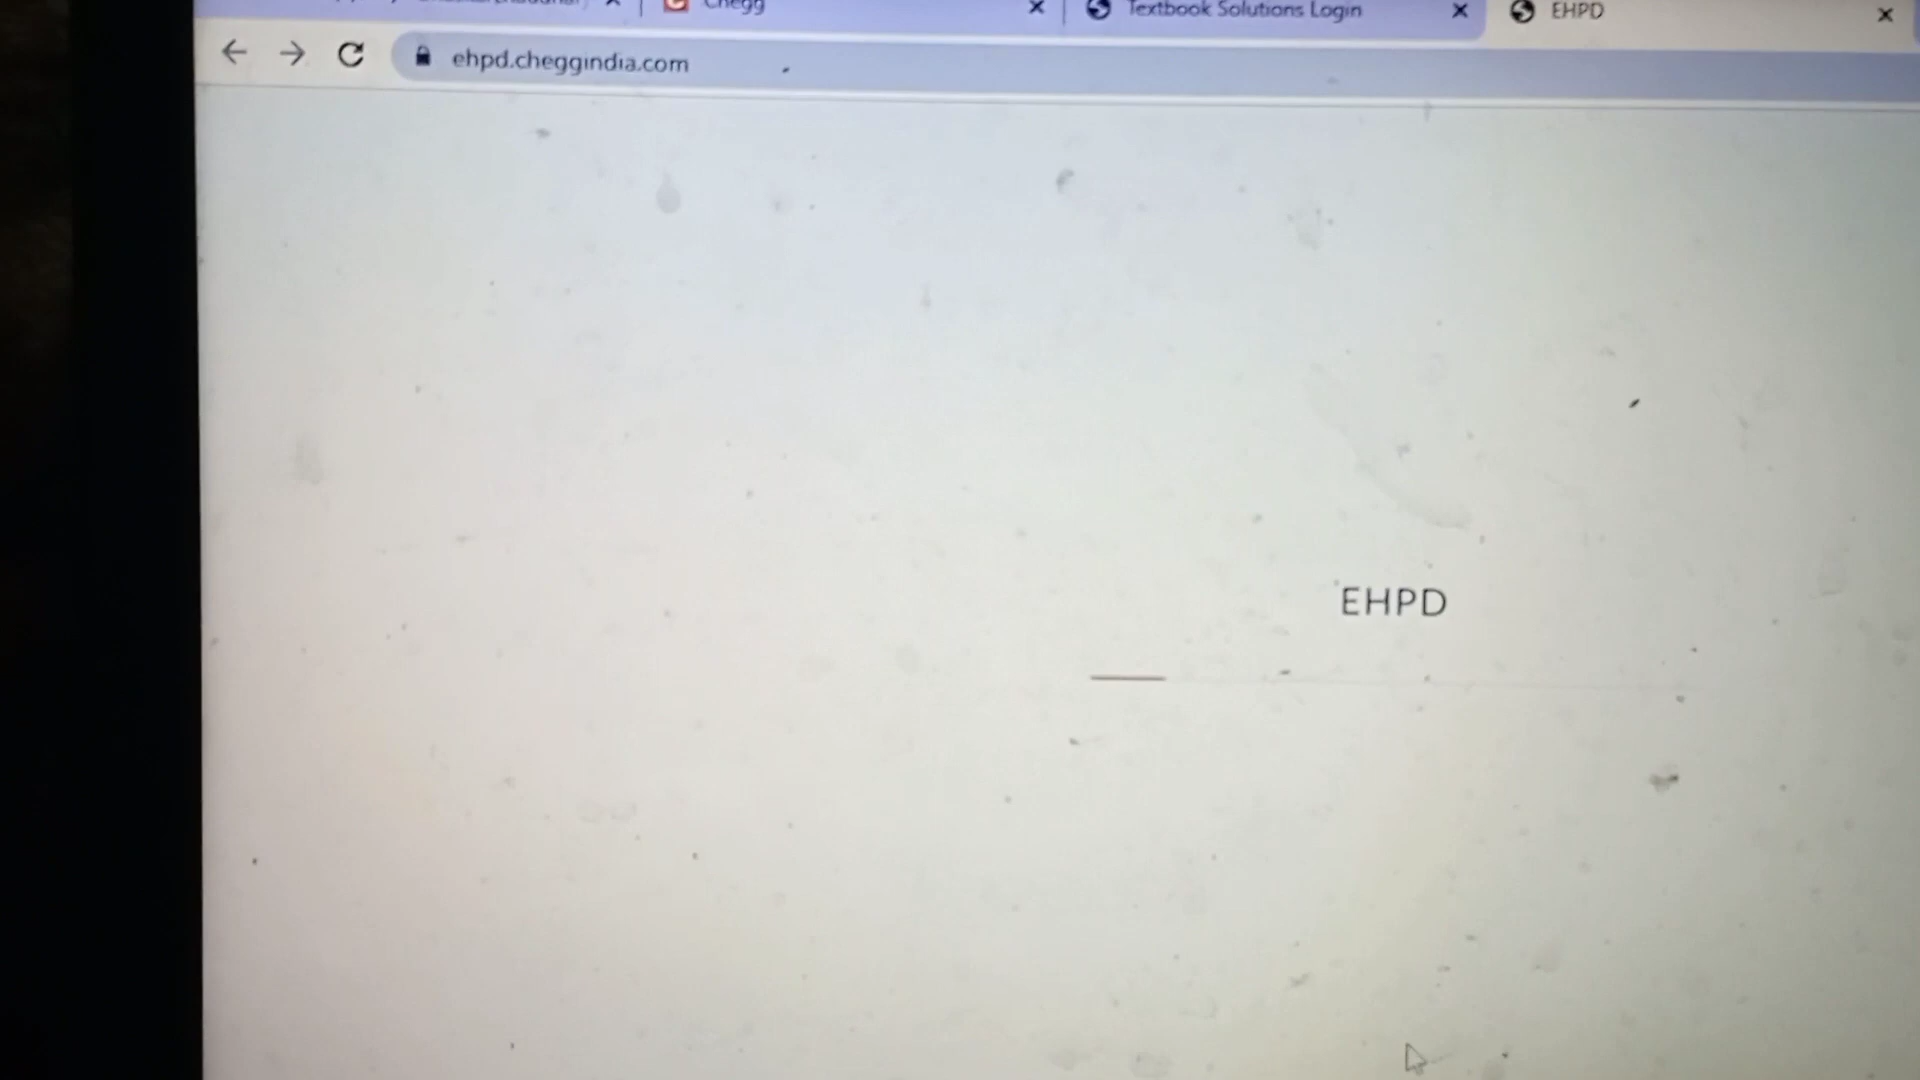 Chegg
Textbook Solutions Login
EHPD
ehpd.cheggindia.com
EHPD